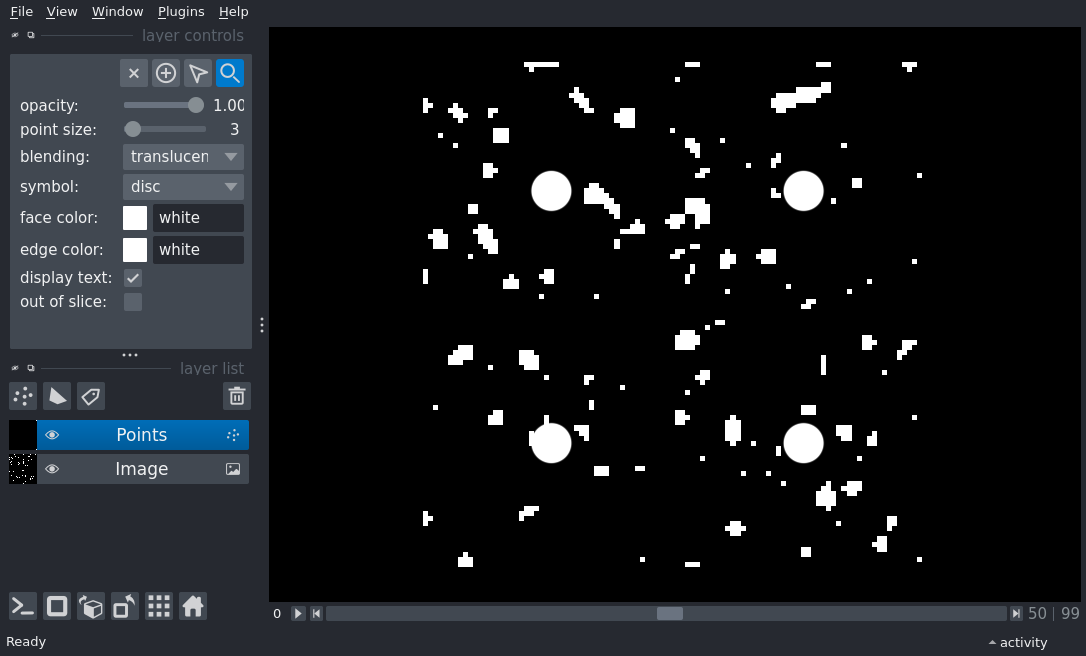 File View Window Plugins Help
layer controls
opacity: 1.00
point size: 3
blending: translucen
symbol: disc
face color: white
edge color: white
display text:
out of slice:
layer list
Points
Image
0 50 | 99
Ready activity